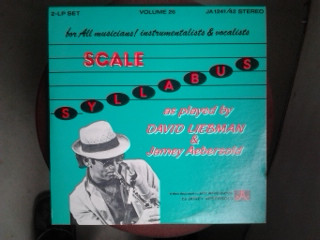 2-LP SET VOLUME 26 JA 1241/42 STEREO
for All musicians! instrumentalists & vocalists
SCALE
SYLLABUS
as played by
DAVID LIEBMAN
&
Jamey Aebersold